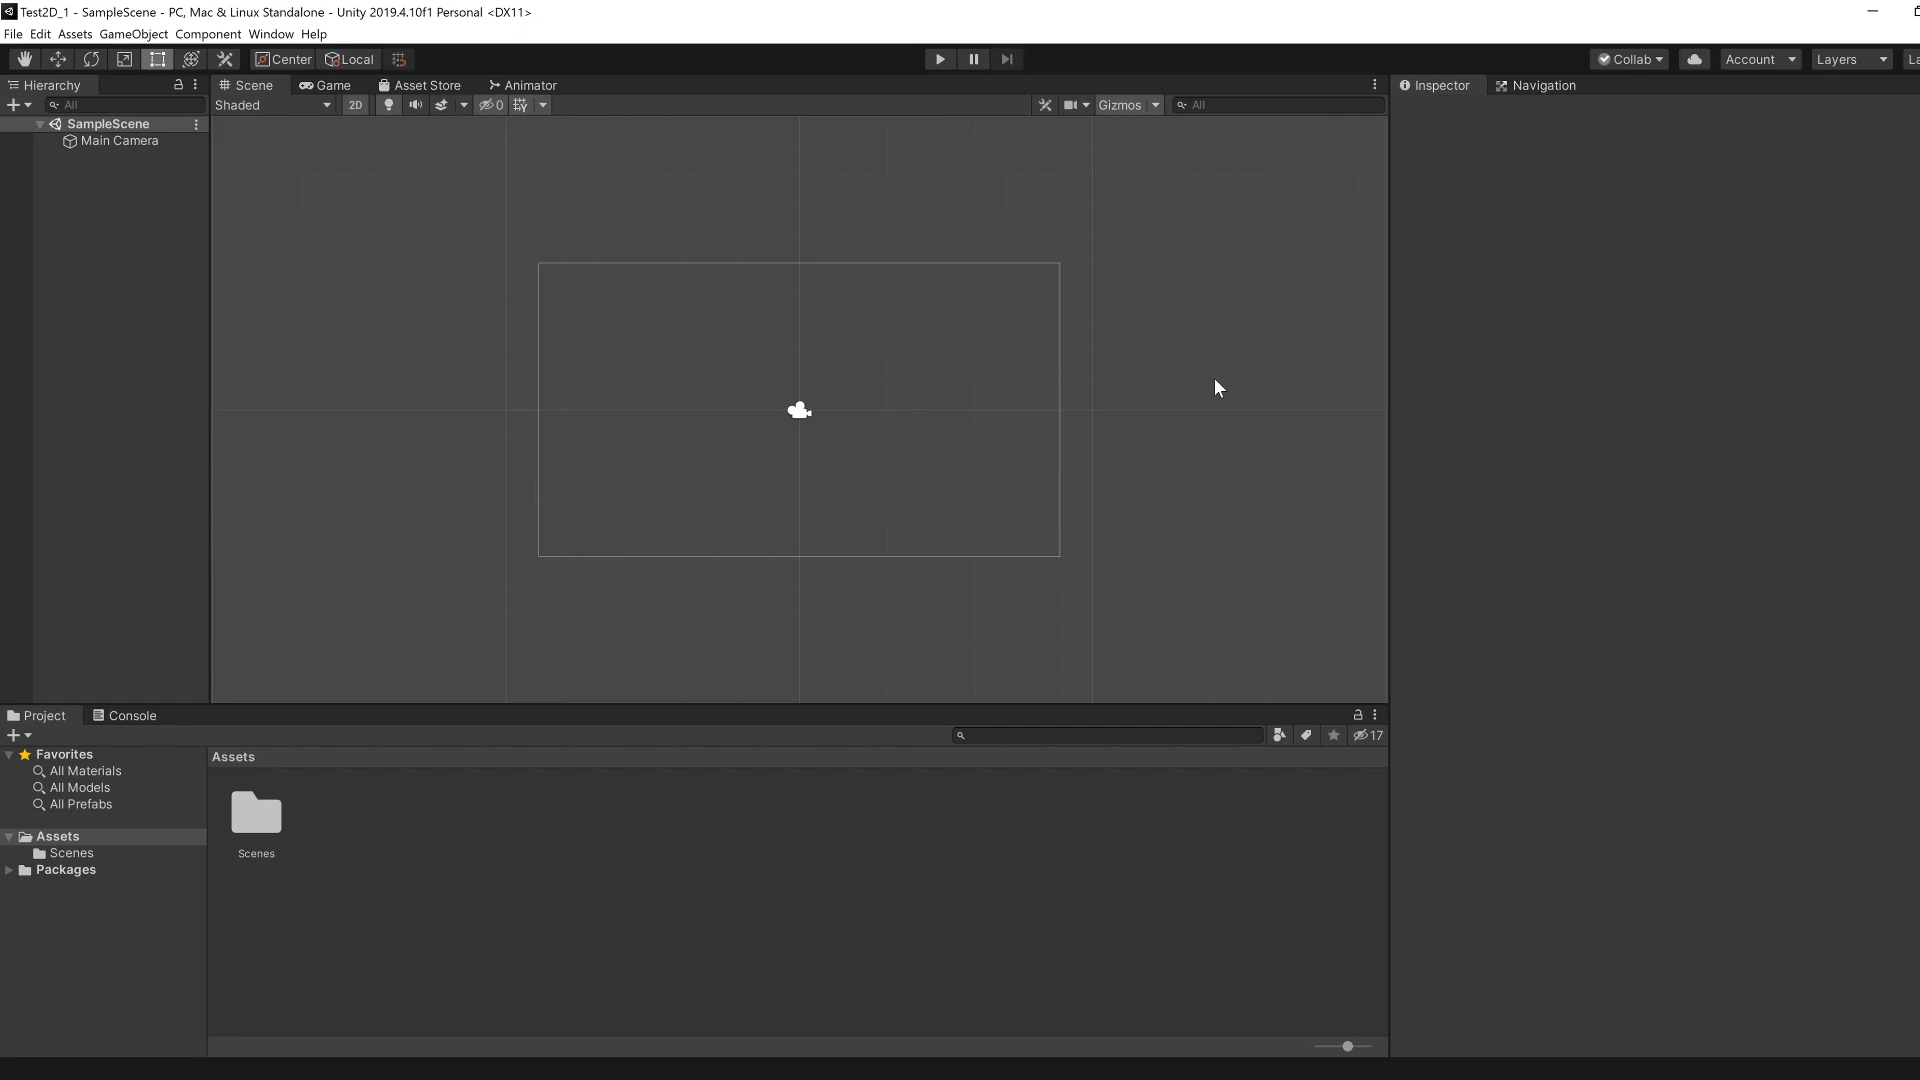 Test2D_1 - SampleScene - PC, Mac & Linux Standalone - Unity 2019.4.10f1 Personal <DX11>
File Edit Assets GameObject Component Window Help
Center Local Collab Account Layers La
Hierarchy Scene Game Asset Store Animator Inspector Navigation
All Shaded 2D 0 Gizmos All
SampleScene
Main Camera
Project Console
17
Favorites
Assets
All Materials
All Models
All Prefabs
Assets
Scenes
Packages
Scenes